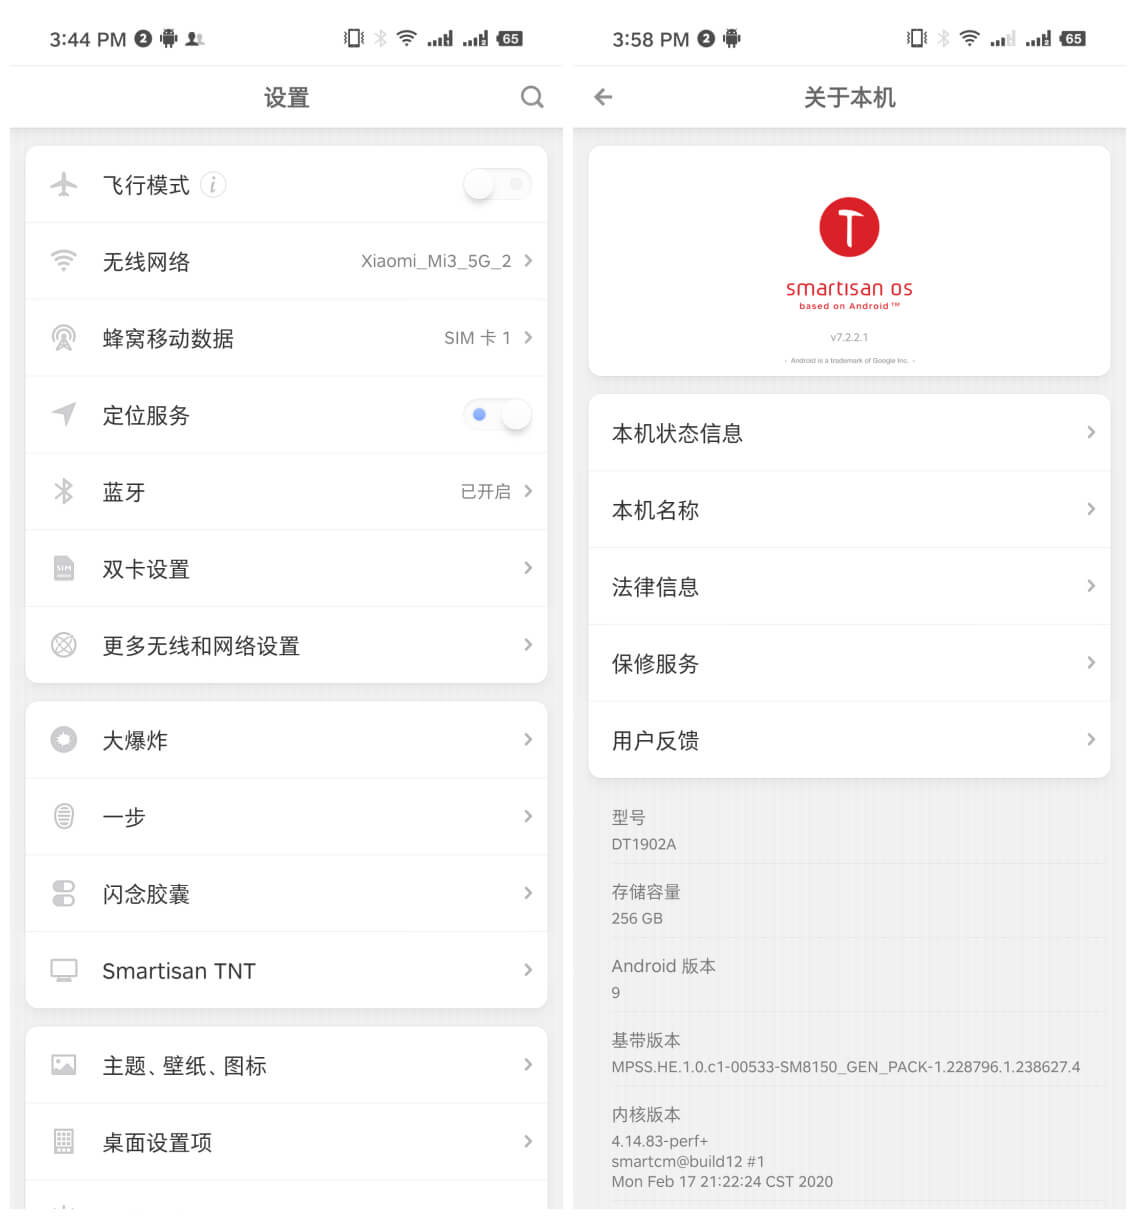 3:44 PM 2
65
设置
飞行模式 i
无线网络 Xiaomi_Mi3_5G_2
蜂窝移动数据 SIM 卡 1
定位服务
蓝牙 已开启
SIM 双卡设置
更多无线和网络设置
大爆炸
一步
闪念胶囊
Smartisan TNT
主题、壁纸、图标
桌面设置项
3:58 PM 2
65
关于本机
smartisan os
based on Android™
v7.2.2.1
- Android is a trademark of Google Inc. -
本机状态信息
本机名称
法律信息
保修服务
用户反馈
型号
DT1902A
存储容量
256 GB
Android 版本
9
基带版本
MPSS.HE.1.0.c1-00533-SM8150_GEN_PACK-1.228796.1.238627.4
内核版本
4.14.83-perf+
smartcm@build12 #1
Mon Feb 17 21:22:24 CST 2020